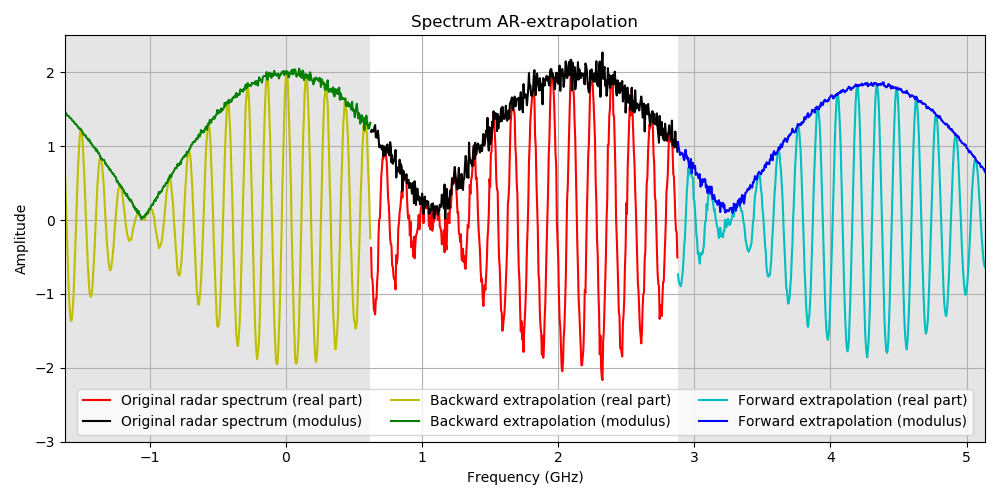 Spectrum AR-extrapolation
2
1
0
−1
−2
−3
Amplitude
Original radar spectrum (real part)
Original radar spectrum (modulus)
Backward extrapolation (real part)
Backward extrapolation (modulus)
Forward extrapolation (real part)
Forward extrapolation (modulus)
−1 0 1 2 3 4 5
Frequency (GHz)